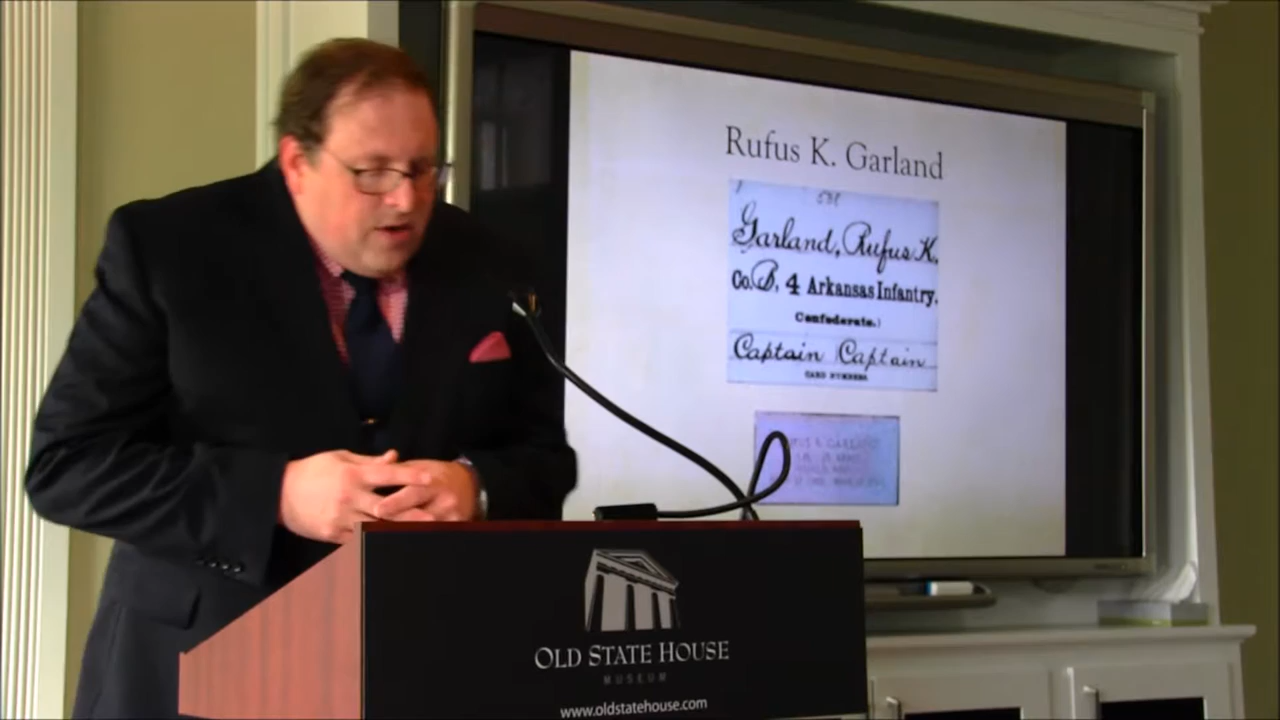 Rufus K. Garland
Garland, Rufus K.
Co. B, 4 Arkansas Infantry.
Confederate.)
Captain Captain
CARD NUMBERS.
OLD STATE HOUSE
MUSEUM
www.oldstatehouse.com